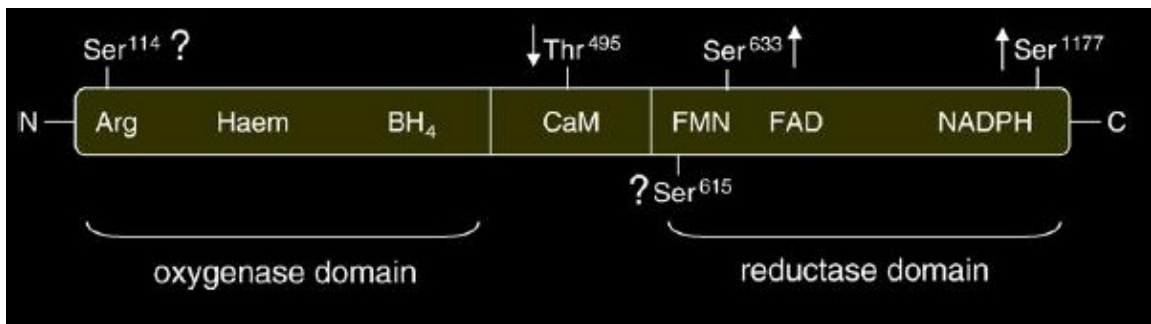 Ser¹¹⁴ ? ↓Thr⁴⁹⁵ Ser⁶³³↑ ↑Ser¹¹⁷⁷
N Arg Haem BH₄ CaM FMN FAD NADPH C
?Ser⁶¹⁵
oxygenase domain reductase domain